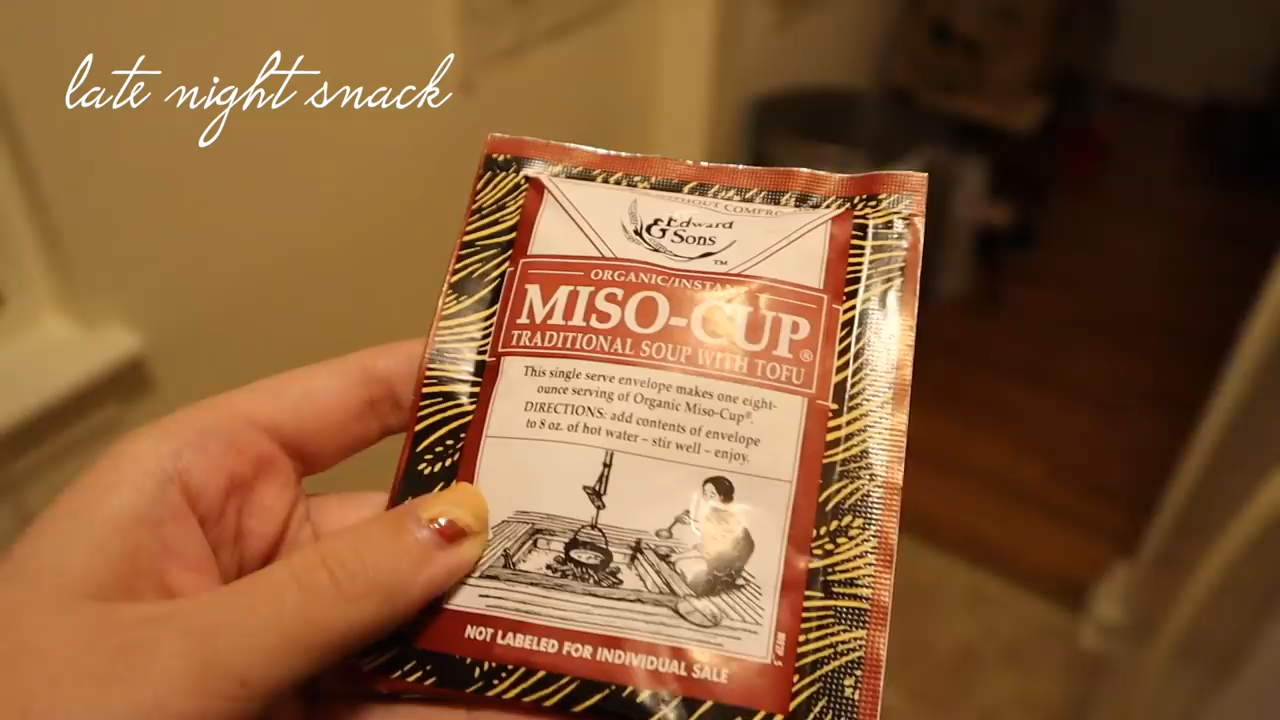 late night snack
WITHOUT COMPRO
Edward
& Sons
TM
ORGANIC/INSTANT
MISO-CUP®
TRADITIONAL SOUP WITH TOFU
This single serve envelope makes one eight-
ounce serving of Organic Miso-Cup®.
DIRECTIONS: add contents of envelope
to 8 oz. of hot water – stir well – enjoy.
NOT LABELED FOR INDIVIDUAL SALE